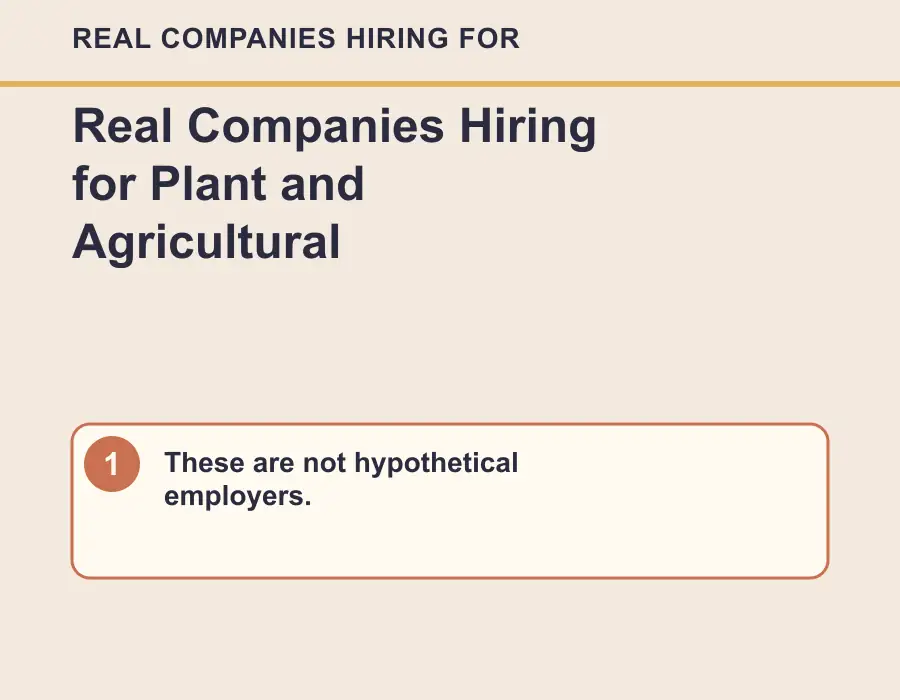 REAL COMPANIES HIRING FOR
Real Companies Hiring
for Plant and
Agricultural
1
These are not hypothetical
employers.